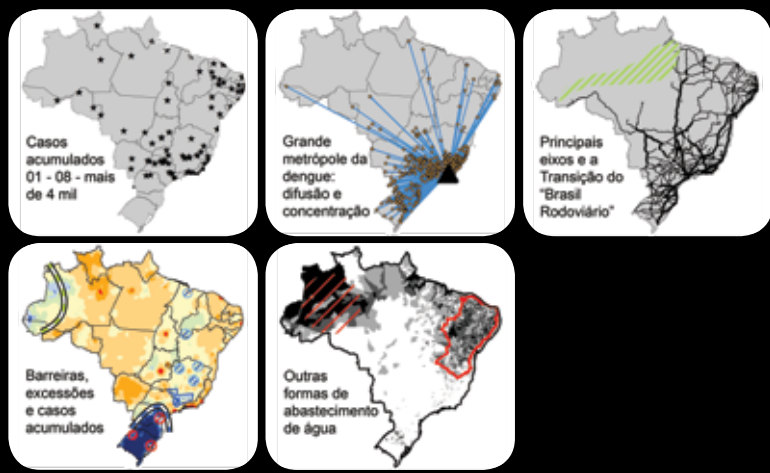 Casos
acumulados
01 - 08 - mais
de 4 mil
Grande
metrópole da
dengue:
difusão e
concentração
Principais
eixos e a
Transição do
"Brasil
Rodoviário"
Barreiras,
excessões
e casos
acumulados
Outras
formas de
abastecimento
de água